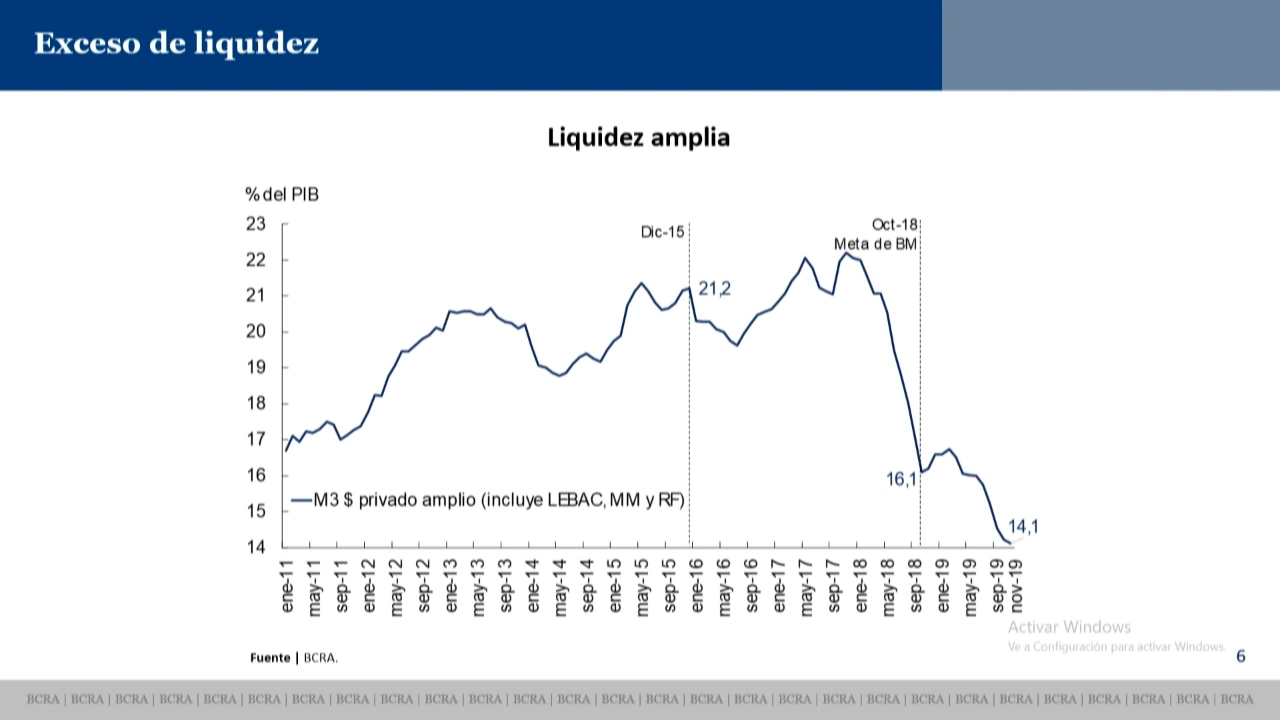 Exceso de liquidez
Liquidez amplia
% del PIB
23
22
21
20
19
18
17
16
15
14
Dic-15
Oct-18
Meta de BM
21,2
16,1
14,1
M3 $ privado amplio (incluye LEBAC, MM y RF)
ene-11
may-11
sep-11
ene-12
may-12
sep-12
ene-13
may-13
sep-13
ene-14
may-14
sep-14
ene-15
may-15
sep-15
ene-16
may-16
sep-16
ene-17
may-17
sep-17
ene-18
may-18
sep-18
ene-19
may-19
sep-19
nov-19
Activar Windows
Ve a Configuración para activar Windows.
Fuente | BCRA.
6
BCRA | BCRA | BCRA | BCRA | BCRA | BCRA | BCRA | BCRA | BCRA | BCRA | BCRA | BCRA | BCRA | BCRA | BCRA | BCRA | BCRA | BCRA | BCRA | BCRA | BCRA | BCRA | BCRA | BCRA | BCRA | BCRA | BCRA | BCRA